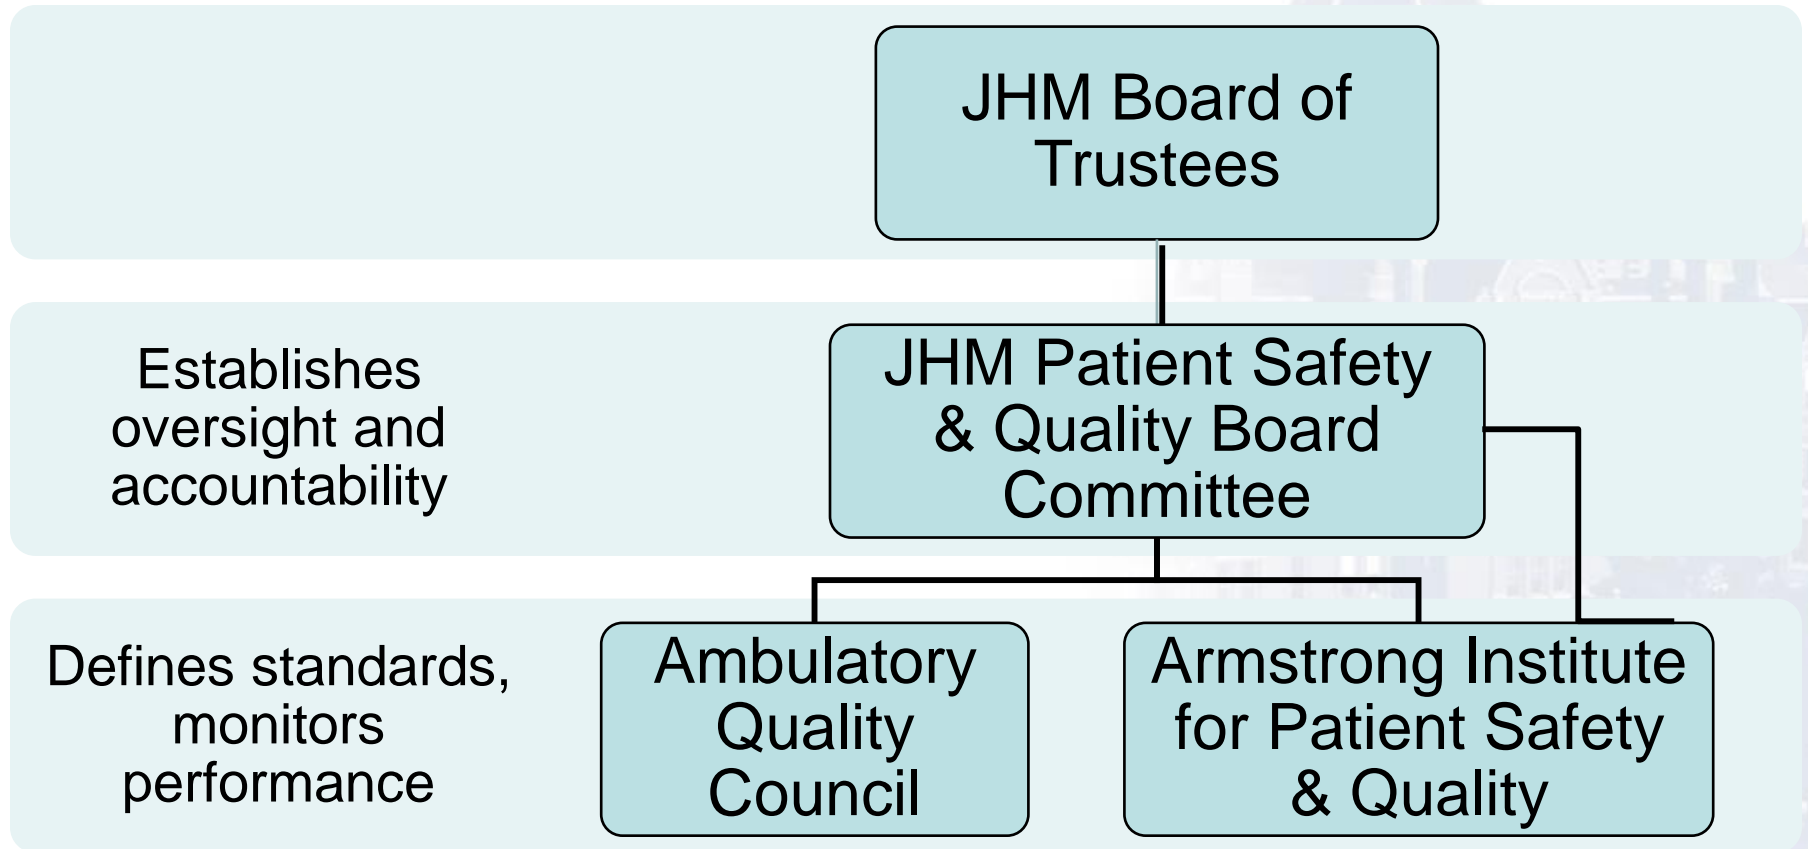 JHM Board of
Trustees
Establishes
oversight and
accountability
JHM Patient Safety
& Quality Board
Committee
Defines standards,
monitors
performance
Ambulatory
Quality
Council
Armstrong Institute
for Patient Safety
& Quality